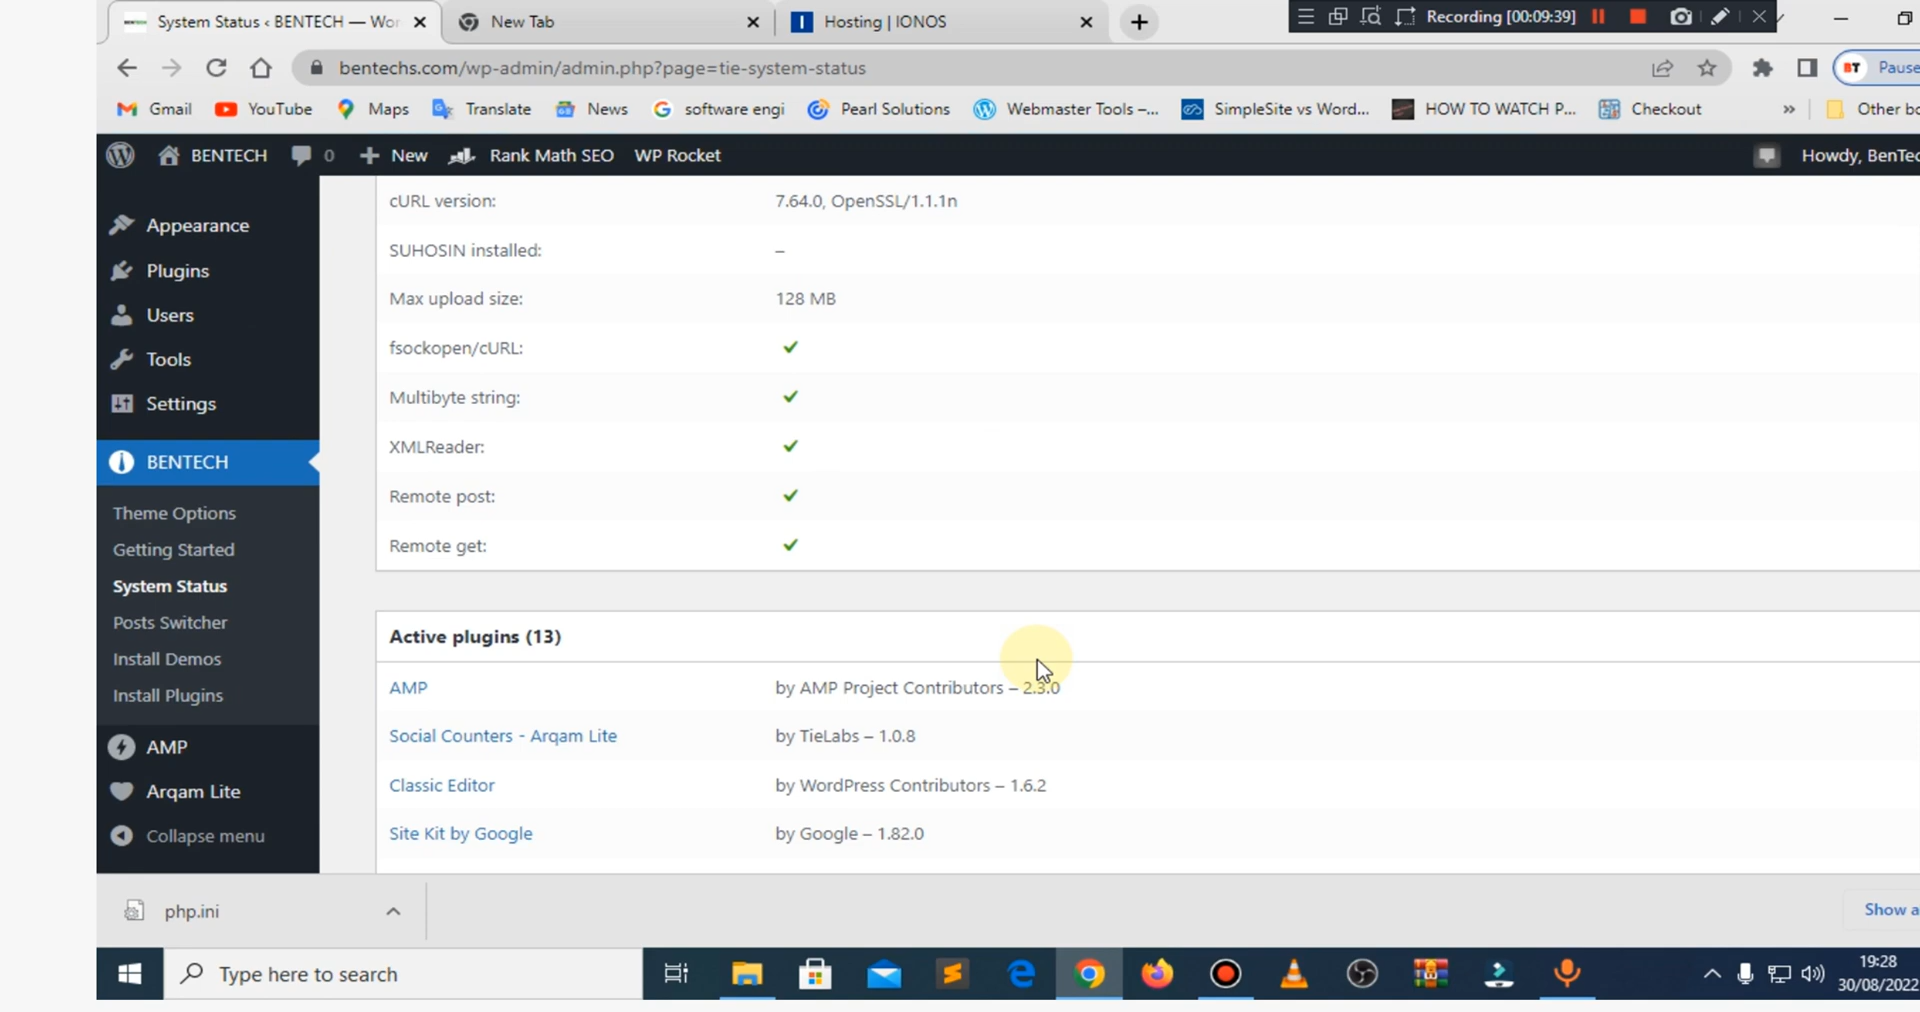 System Status ‹ BENTECH — Wor
New Tab
Hosting | IONOS
Recording [00:09:39]
bentechs.com/wp-admin/admin.php?page=tie-system-status
BT Pause
Gmail
YouTube
Maps
Translate
News
software engi
Pearl Solutions
Webmaster Tools –...
SimpleSite vs Word...
HOW TO WATCH P...
Checkout
»
Other bo
BENTECH
0
New
Rank Math SEO
WP Rocket
Howdy, BenTec
Appearance
Plugins
Users
Tools
Settings
BENTECH
Theme Options
Getting Started
System Status
Posts Switcher
Install Demos
Install Plugins
AMP
Arqam Lite
Collapse menu
cURL version: 7.64.0, OpenSSL/1.1.1n
SUHOSIN installed: –
Max upload size: 128 MB
fsockopen/cURL: ✔
Multibyte string: ✔
XMLReader: ✔
Remote post: ✔
Remote get: ✔
Active plugins (13)
AMP by AMP Project Contributors – 2.3.0
Social Counters - Arqam Lite by TieLabs – 1.0.8
Classic Editor by WordPress Contributors – 1.6.2
Site Kit by Google by Google – 1.82.0
php.ini
Show a
Type here to search
19:28
30/08/2022